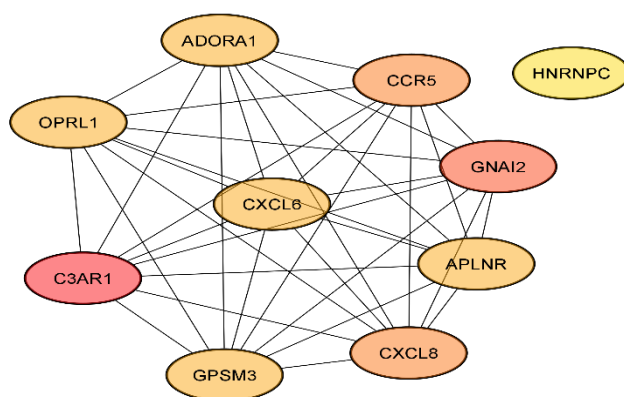 ADORA1
CCR5
HNRNPC
OPRL1
GNAI2
CXCL6
APLNR
C3AR1
CXCL8
GPSM3